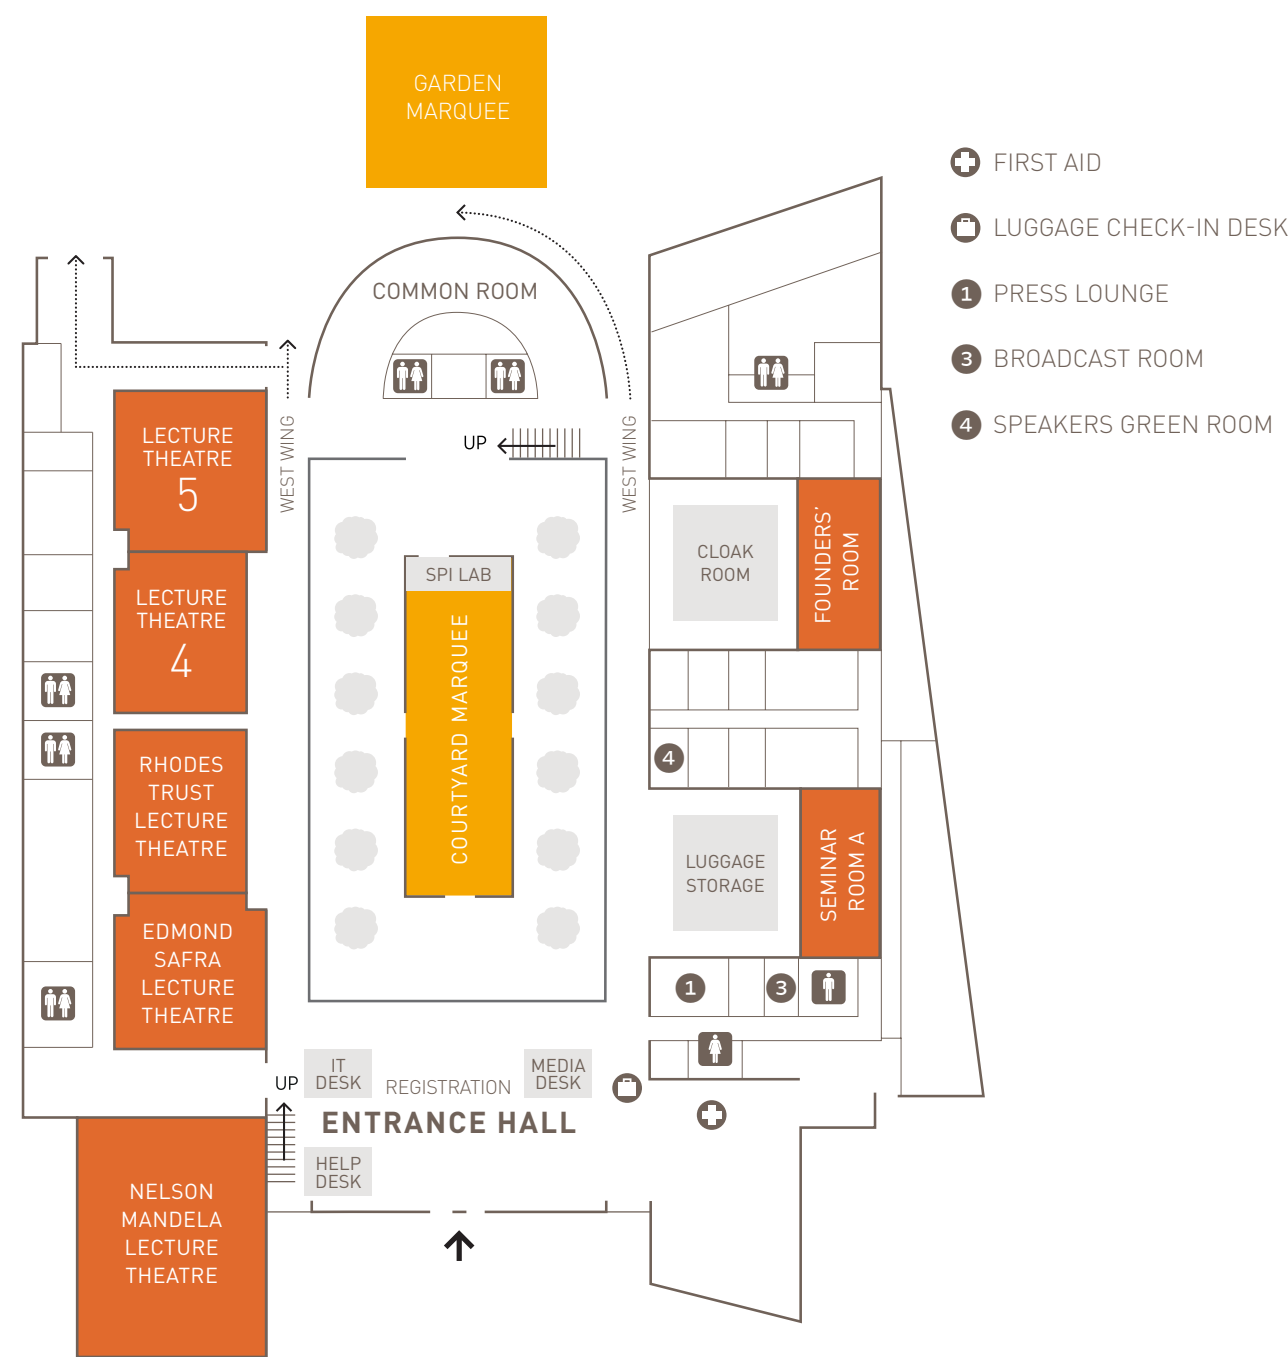 GARDEN
MARQUEE
FIRST AID
LUGGAGE CHECK-IN DESK
1 PRESS LOUNGE
3 BROADCAST ROOM
4 SPEAKERS GREEN ROOM
COMMON ROOM
UP
WEST WING
WEST WING
LECTURE
THEATRE
5
LECTURE
THEATRE
4
RHODES
TRUST
LECTURE
THEATRE
EDMOND
SAFRA
LECTURE
THEATRE
SPI LAB
COURTYARD MARQUEE
CLOAK
ROOM
FOUNDERS'
ROOM
4
LUGGAGE
STORAGE
SEMINAR
ROOM A
1
3
IT
DESK
REGISTRATION
MEDIA
DESK
UP
ENTRANCE HALL
HELP
DESK
NELSON
MANDELA
LECTURE
THEATRE